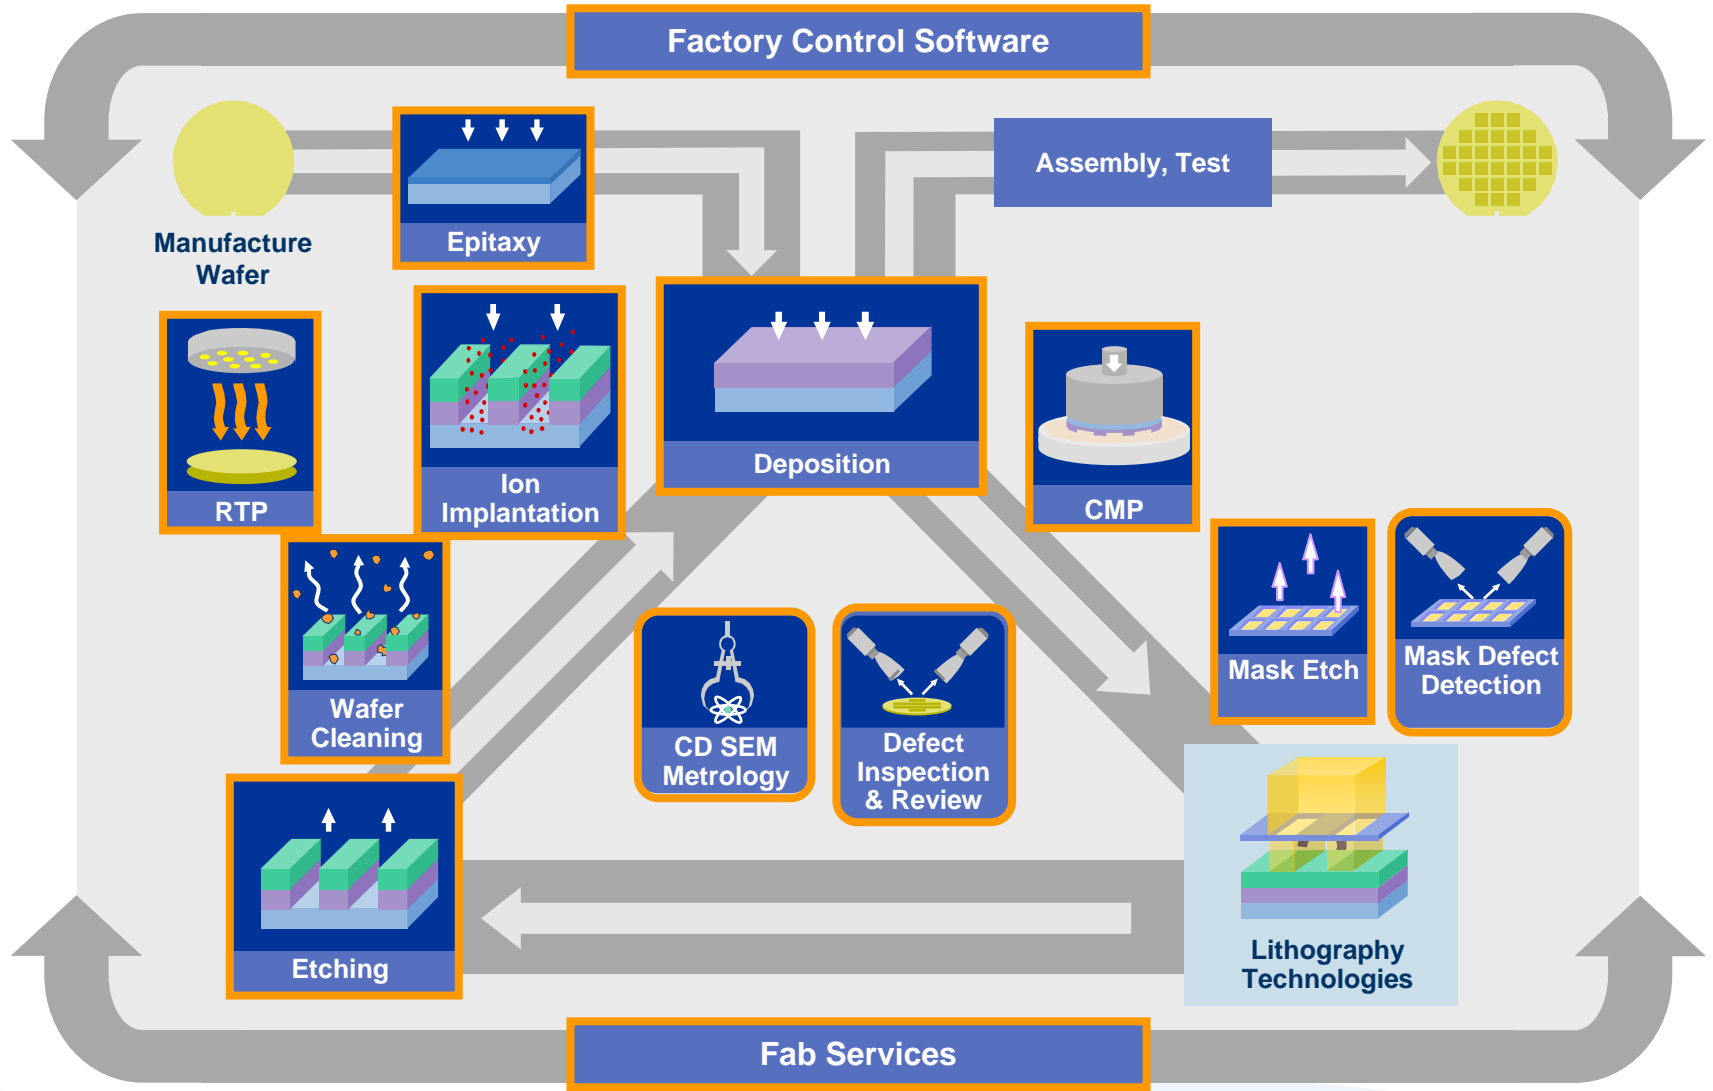 Factory Control Software
Manufacture
Wafer
Epitaxy
Assembly, Test
RTP
Ion
Implantation
Deposition
CMP
Wafer
Cleaning
CD SEM
Metrology
Defect
Inspection
& Review
Mask Etch
Mask Defect
Detection
Etching
Lithography
Technologies
Fab Services